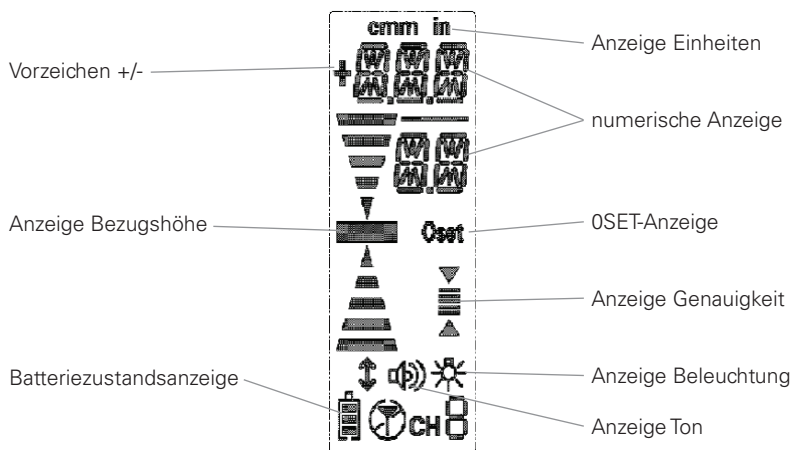 cmm in
Anzeige Einheiten
Vorzeichen +/-
+
numerische Anzeige
Anzeige Bezugshöhe
0set
0SET-Anzeige
Anzeige Genauigkeit
Batteriezustandsanzeige
Anzeige Beleuchtung
CH
Anzeige Ton